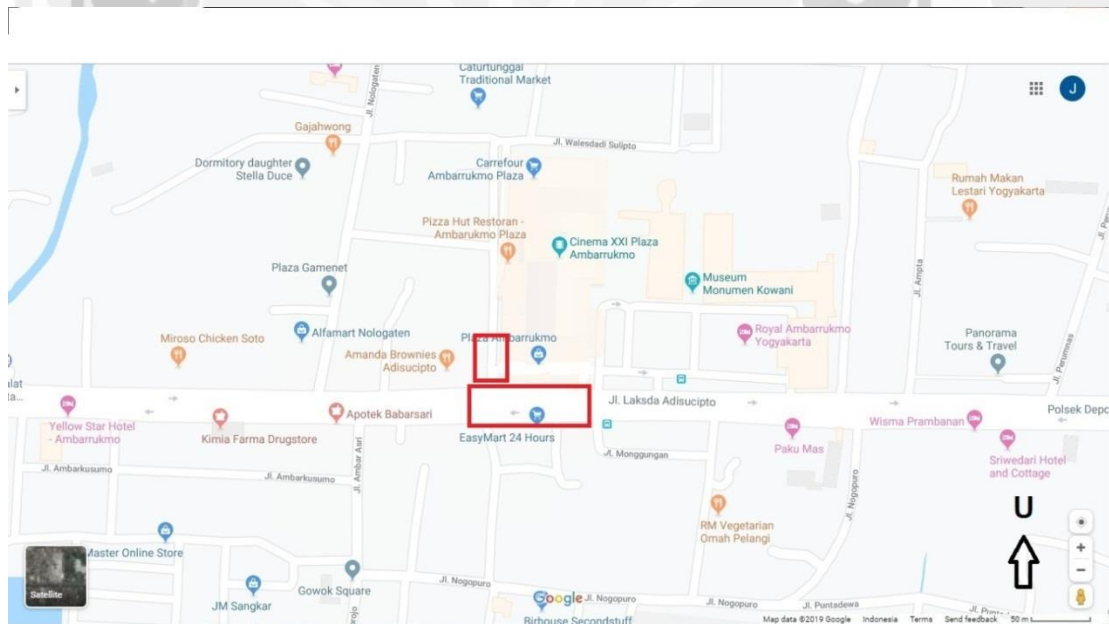 Caturtunggal
Traditional Market
Jl. Nologaten
J
Gajahwong
Jl. Walesdadi Sulipto
Dormitory daughter
Stella Duce
Carrefour
Ambarrukmo Plaza
Rumah Makan
Lestari Yogyakarta
Pizza Hut Restoran -
Ambarukmo Plaza
Cinema XXI Plaza
Ambarrukmo
Plaza Gamenet
Museum
Monumen Kowani
Jl. Ampta
Miroso Chicken Soto
Alfamart Nologaten
Plaza Ambarrukmo
Royal Ambarrukmo
Yogyakarta
Panorama
Tours & Travel
Jl. Perumnas
Amanda Brownies
Adisucipto
Jl. Laksda Adisucipto
Yellow Star Hotel
- Ambarrukmo
Kimia Farma Drugstore
Apotek Babarsari
EasyMart 24 Hours
Paku Mas
Wisma Prambanan
Polsek Depo
Sriwedari Hotel
and Cottage
Jl. Ambarkusumo
Jl. Ambarkusumo
Jl. Ambar Asri
Jl. Monggungan
Jl. Nogopuro
U
RM Vegetarian
Omah Pelangi
Master Online Store
Satellite
JM Sangkar
Gowok Square
Jl. Nogopuro
Google
Jl. Nogopuro
Jl. Nogopuro
Jl. Puntadewa
Birhouse Secondstuff
Map data ©2019 Google Indonesia Terms Send feedback 50 m